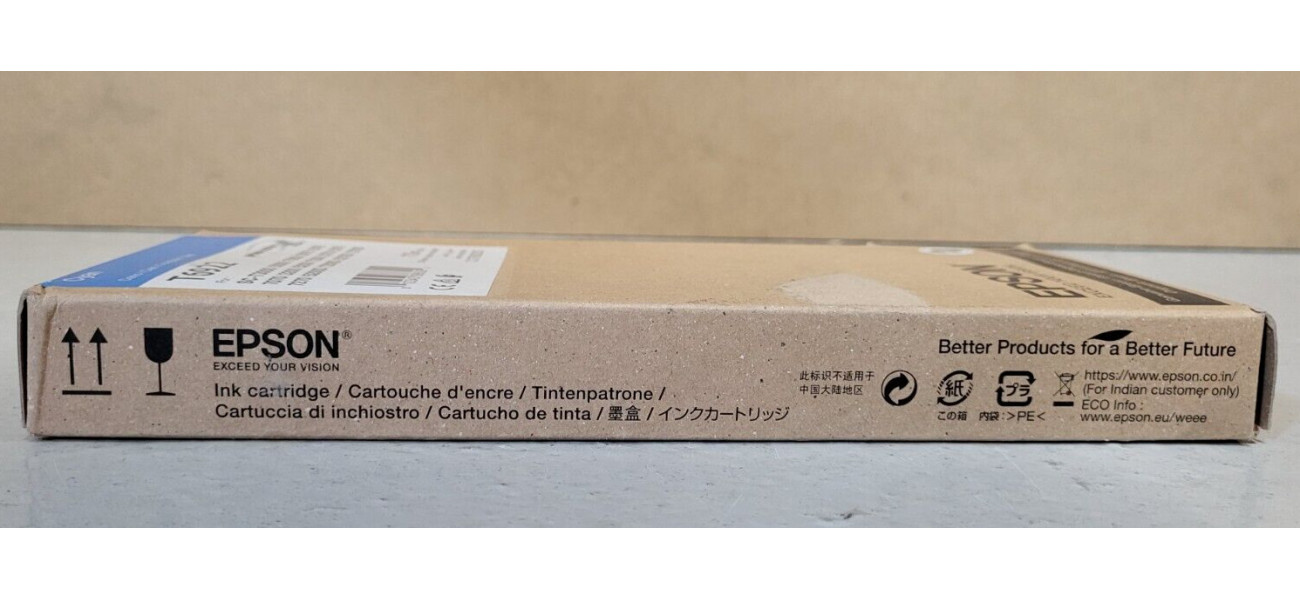 Cyan
EPSON
EPSON®
EXCEED YOUR VISION
Ink cartridge / Cartouche d'encre / Tintenpatrone /
Cartuccia di inchiostro / Cartucho de tinta / 墨盒 / インクカートリッジ
此标识不适用于
中国大陆地区
紙
この箱
プラ
内袋:>PE<
Better Products for a Better Future
https://www.epson.co.in/
(For Indian customer only)
ECO Info :
www.epson.eu/weee